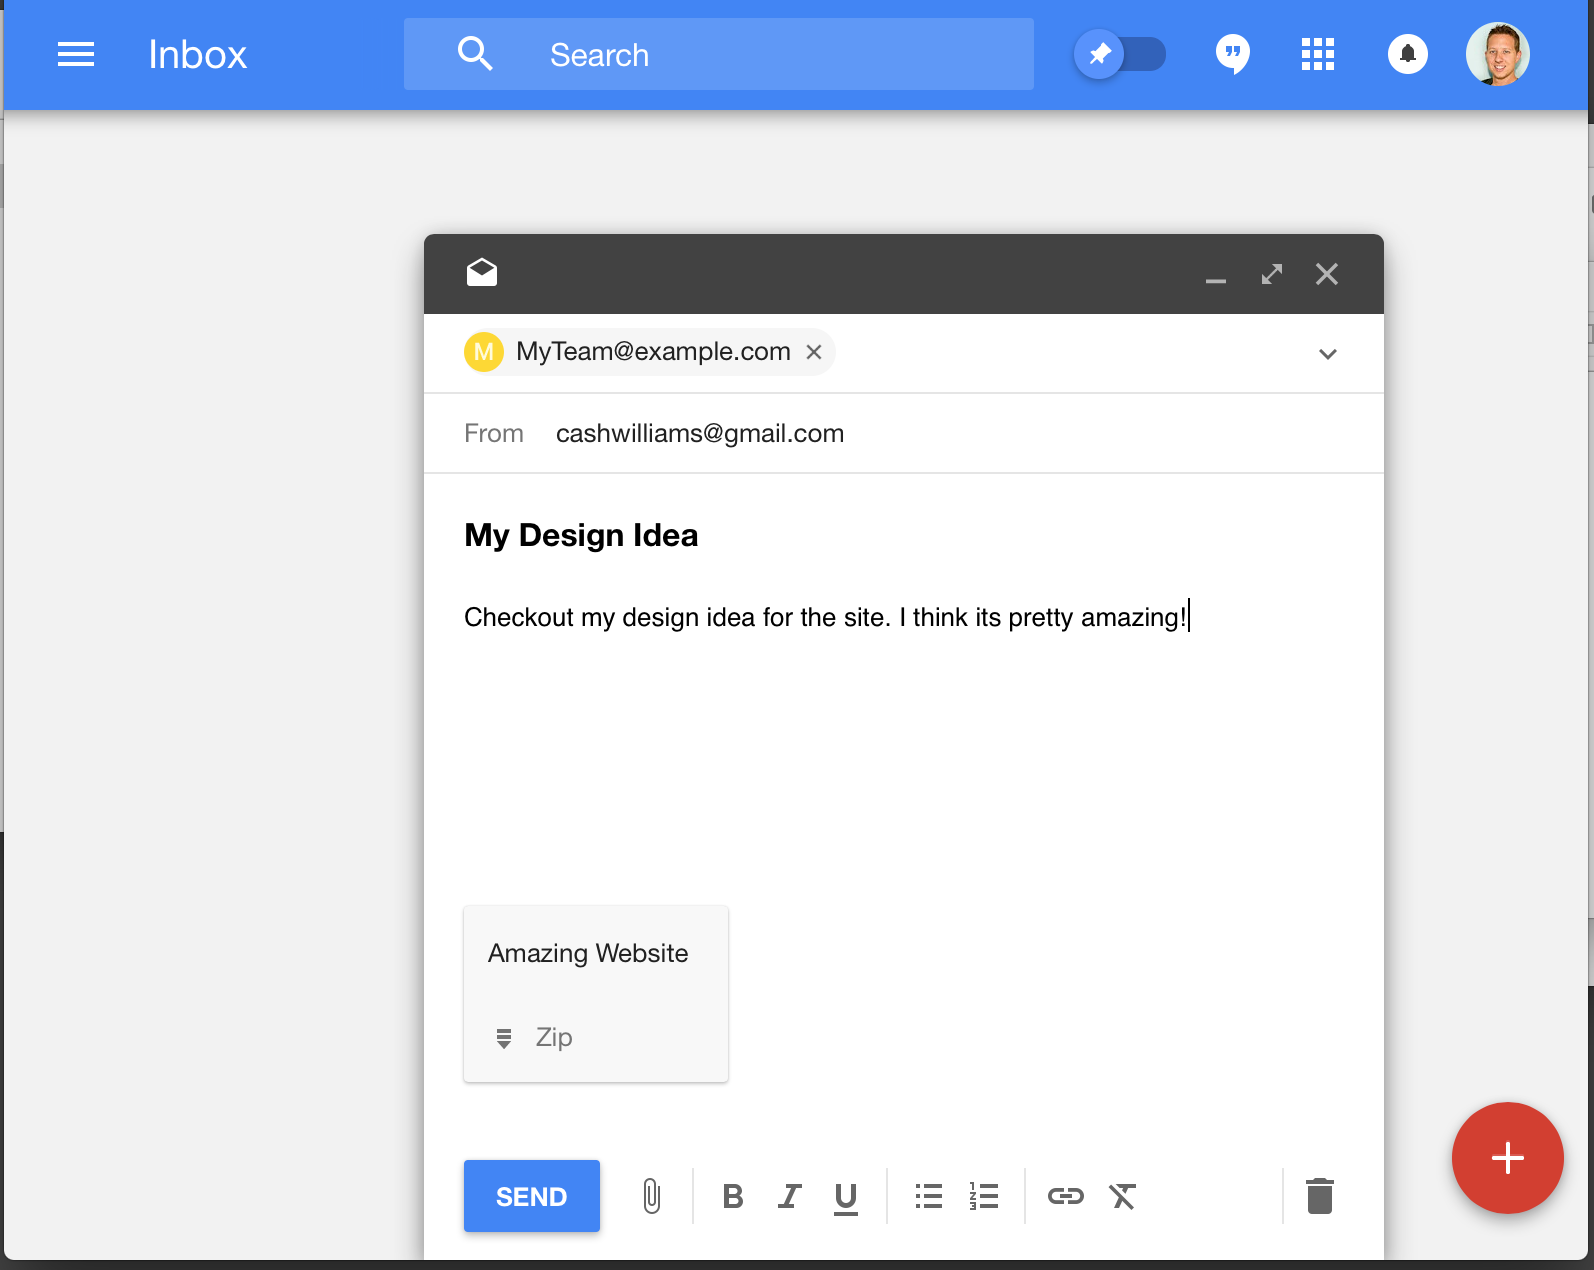 Inbox
Search
M MyTeam@example.com
From cashwilliams@gmail.com
My Design Idea
Checkout my design idea for the site. I think its pretty amazing!
Amazing Website
Zip
SEND B I U